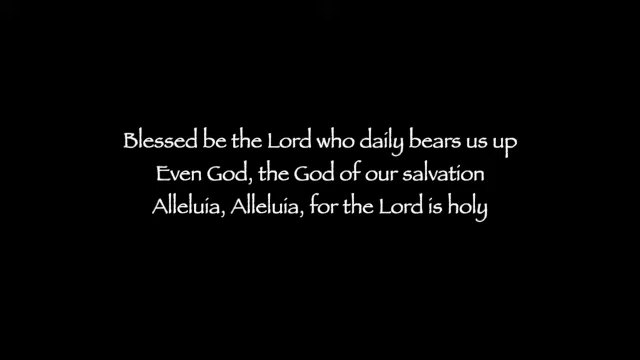 Blessed be the Lord who daily bears us up
Even God, the God of our salvation
Alleluia, Alleluia, for the Lord is holy